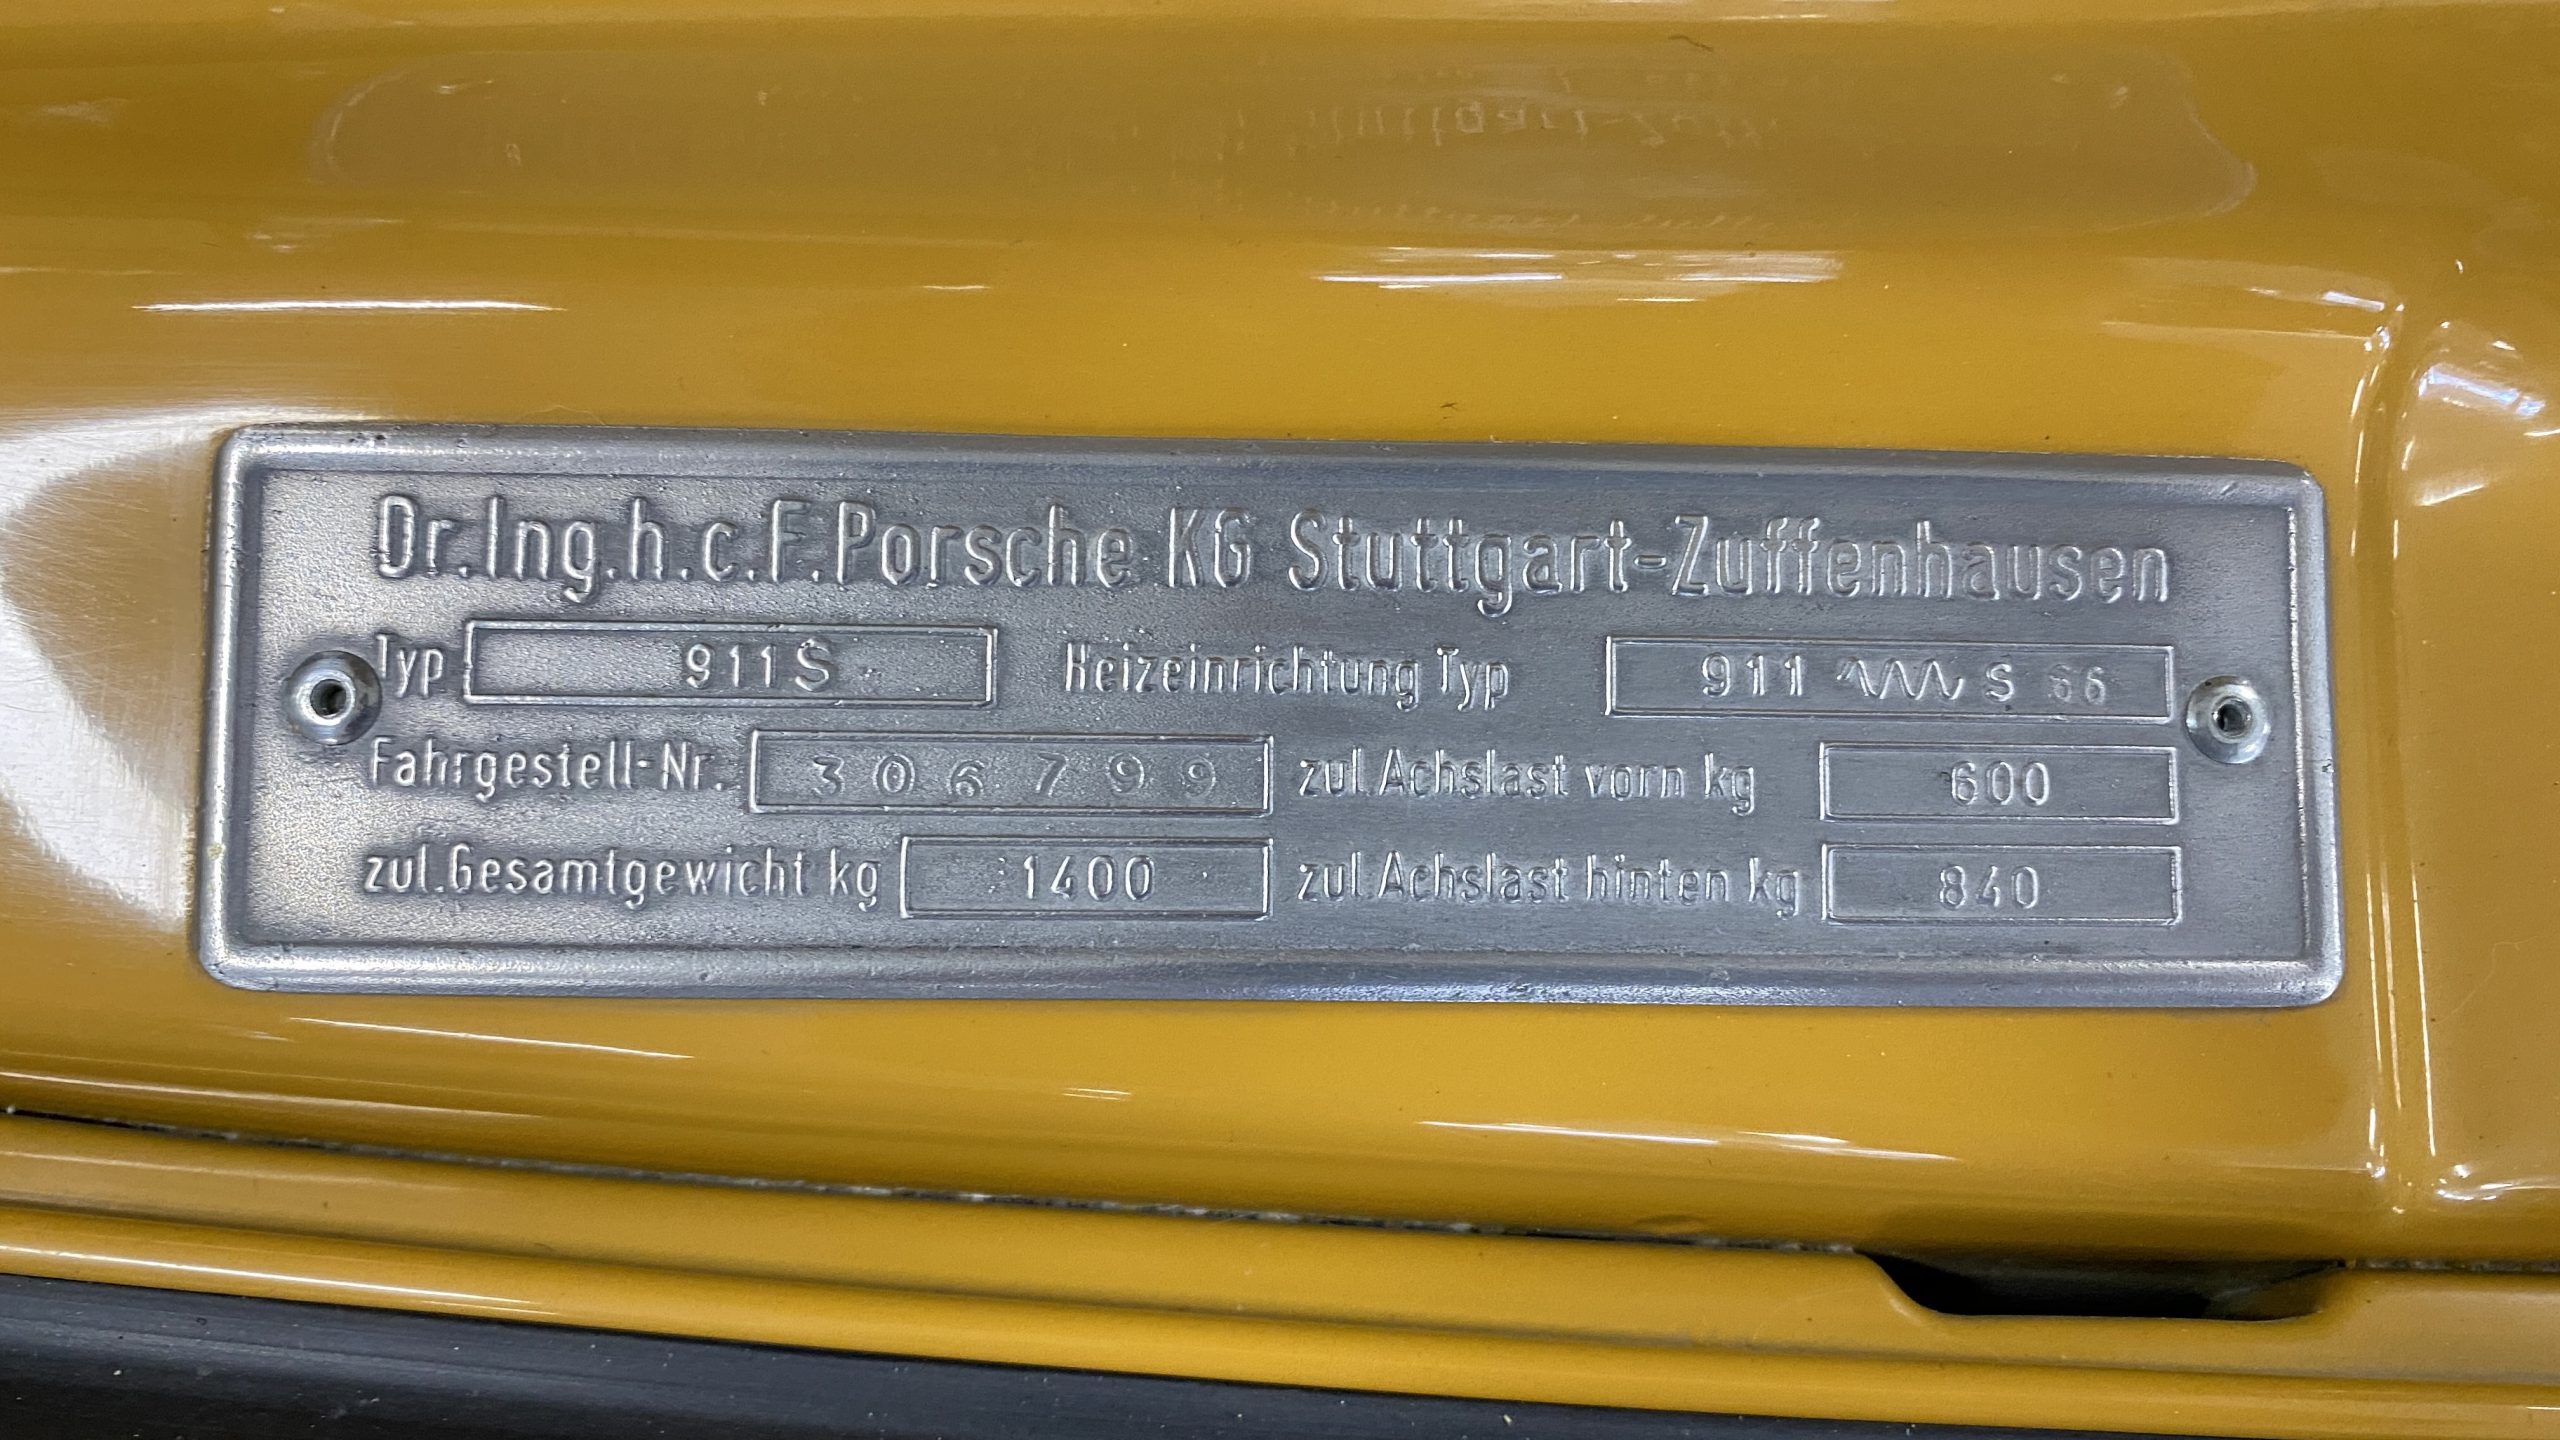 Dr.Ing.h.c.F.Porsche KG Stuttgart-Zuffenhausen
Typ 911S Heizeinrichtung Typ 911 S 66
Fahrgestell-Nr. 306799 zul.Achslast vorn kg 600
zul.Gesamtgewicht kg 1400 zul.Achslast hinten kg 840